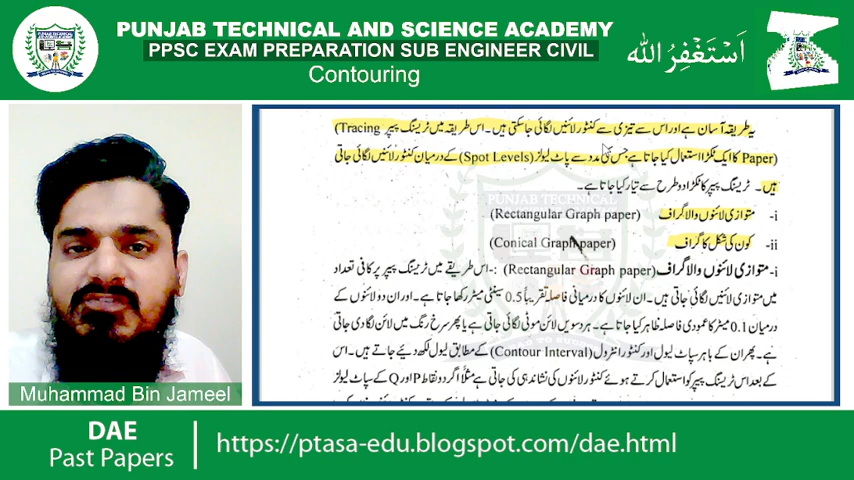 PUNJAB TECHNICAL AND SCIENCE ACADEMY
PPSC EXAM PREPARATION SUB ENGINEER CIVIL
Contouring
اَسْتَغْفِرُ اللّٰه
یہ طریقہ آسان ہے اور اس سے تیزی سے کنٹور لائنیں لگائی جا سکتی ہیں۔ اس طریقہ میں ٹریسنگ پیپر (Tracing
Paper) کا ایک ٹکڑا استعمال کیا جاتا ہے جس کی مدد سے سپاٹ لیولز (Spot Levels) کے درمیان کنٹور لائنیں لگائی جاتی
ہیں۔ ٹریسنگ پیپر کا ٹکڑا دو طرح سے تیار کیا جاتا ہے۔
i- متوازی لائنوں والا گراف (Rectangular Graph paper)
ii- کون کی شکل کا گراف (Conical Graph paper)
i- متوازی لائنوں والا گراف (Rectangular Graph paper) :- اس طریقے میں ٹریسنگ پیپر پر کافی تعداد
میں متوازی لائنیں لگائی جاتی ہیں۔ ان لائنوں کا درمیانی فاصلہ تقریباً 0.5 سینٹی میٹر رکھا جاتا ہے۔ اور ان دو لائنوں کے
درمیان 0.1 میٹر کا عمودی فاصلہ ظاہر کیا جاتا ہے۔ ہر دسویں لائن موٹی لگائی جاتی ہے یا پھر سرخ رنگ میں لائن لگا دی جاتی
ہے۔ پھر ان کے باہر سپاٹ لیول اور کنٹور انٹرول (Contour Interval) کے مطابق لیول لکھ دیئے جاتے ہیں۔ اس
کے بعد اس ٹریسنگ پیپر کو استعمال کرتے ہوئے کنٹور لائنوں کی نشاندہی کی جاتی ہے مثلاً اگر دو نقاط P اور Q کے سپاٹ لیولز
Muhammad Bin Jameel
DAE
Past Papers
https://ptasa-edu.blogspot.com/dae.html